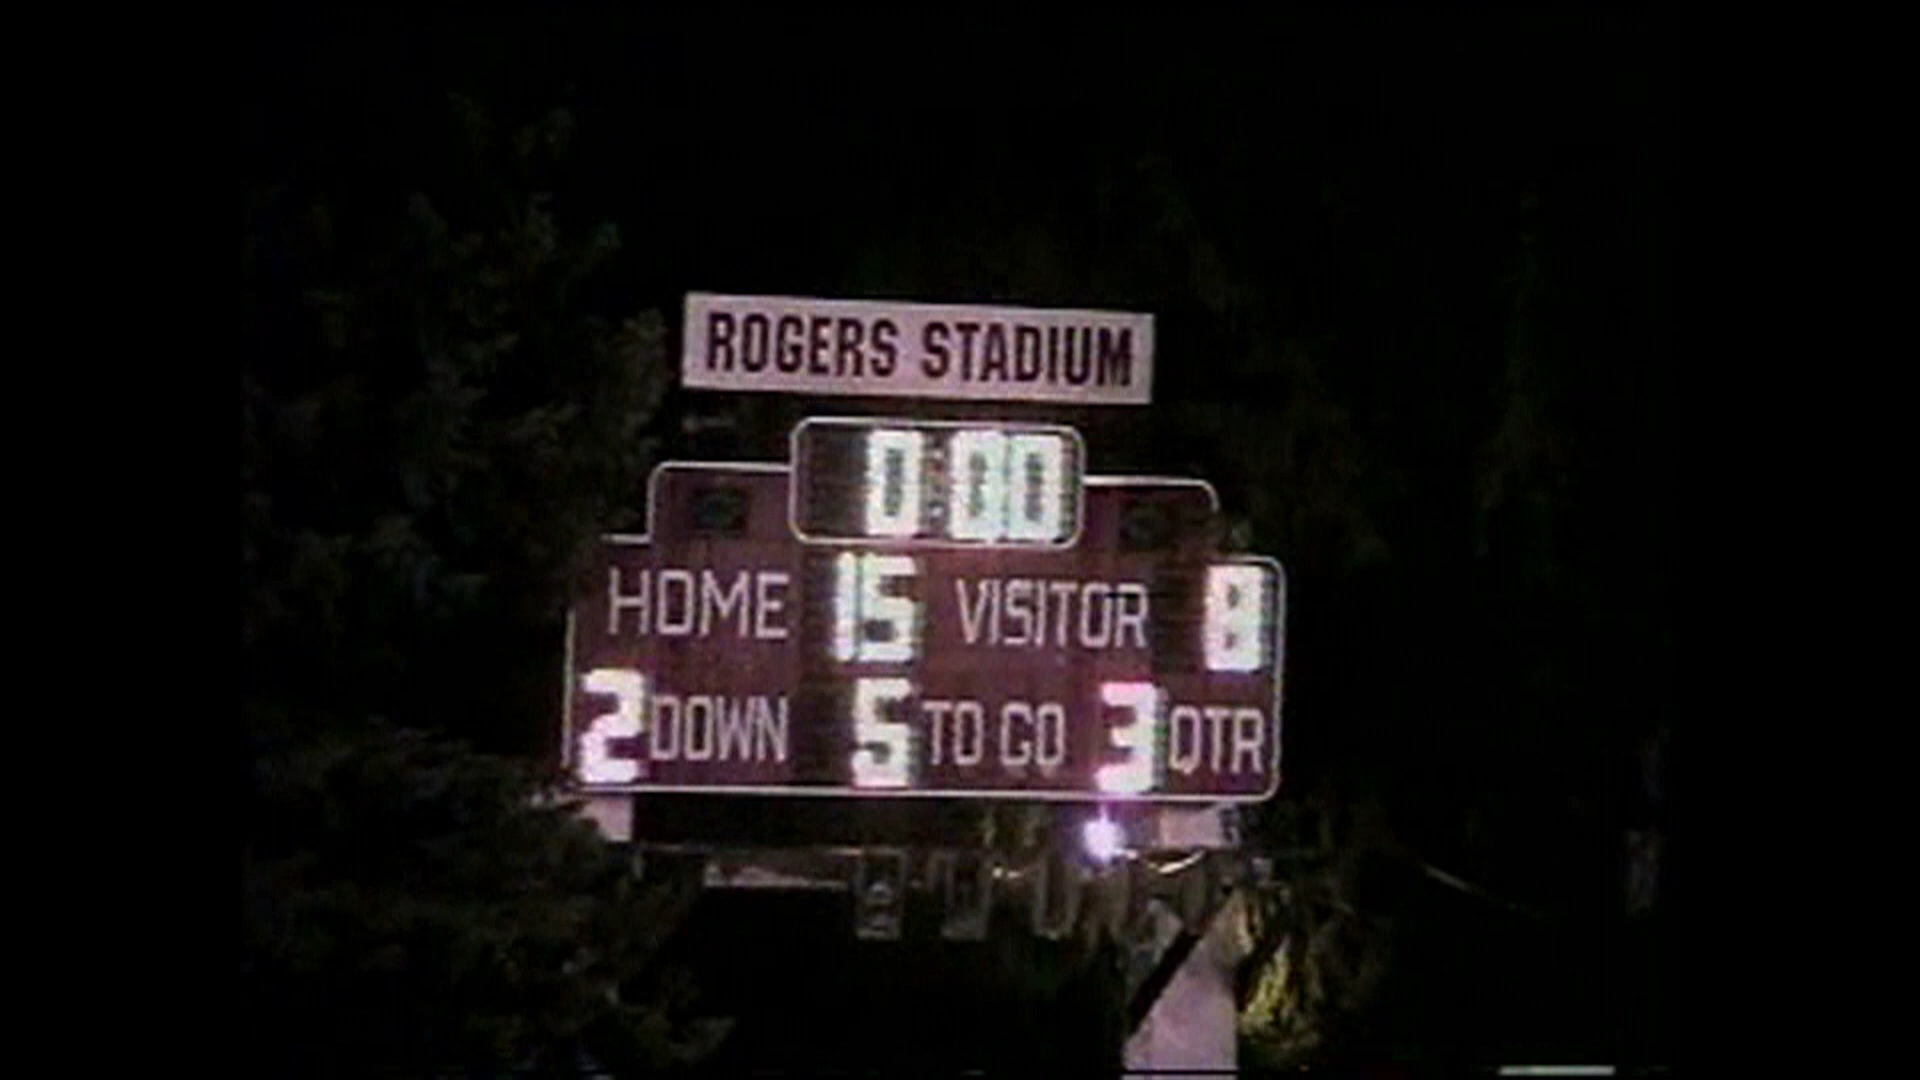 ROGERS STADIUM
0:00
HOME 15 VISITOR 8
2 DOWN 5 TO GO 3 QTR